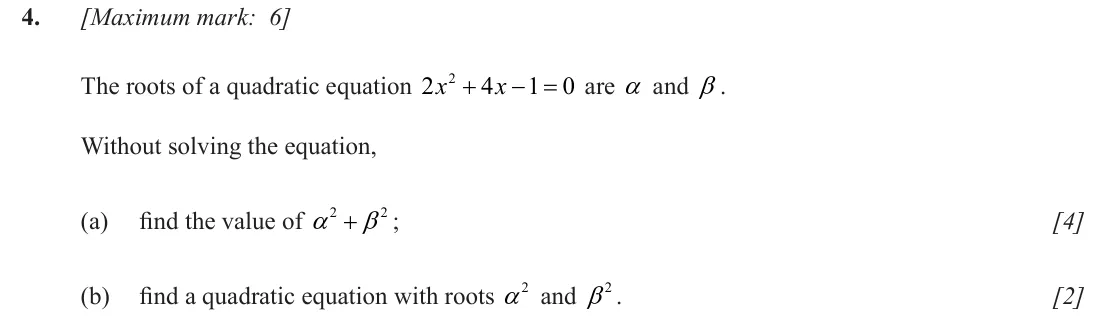 4. [Maximum mark: 6]
The roots of a quadratic equation 2x² + 4x − 1 = 0 are α and β.
Without solving the equation,
(a) find the value of α² + β²; [4]
(b) find a quadratic equation with roots α² and β². [2]